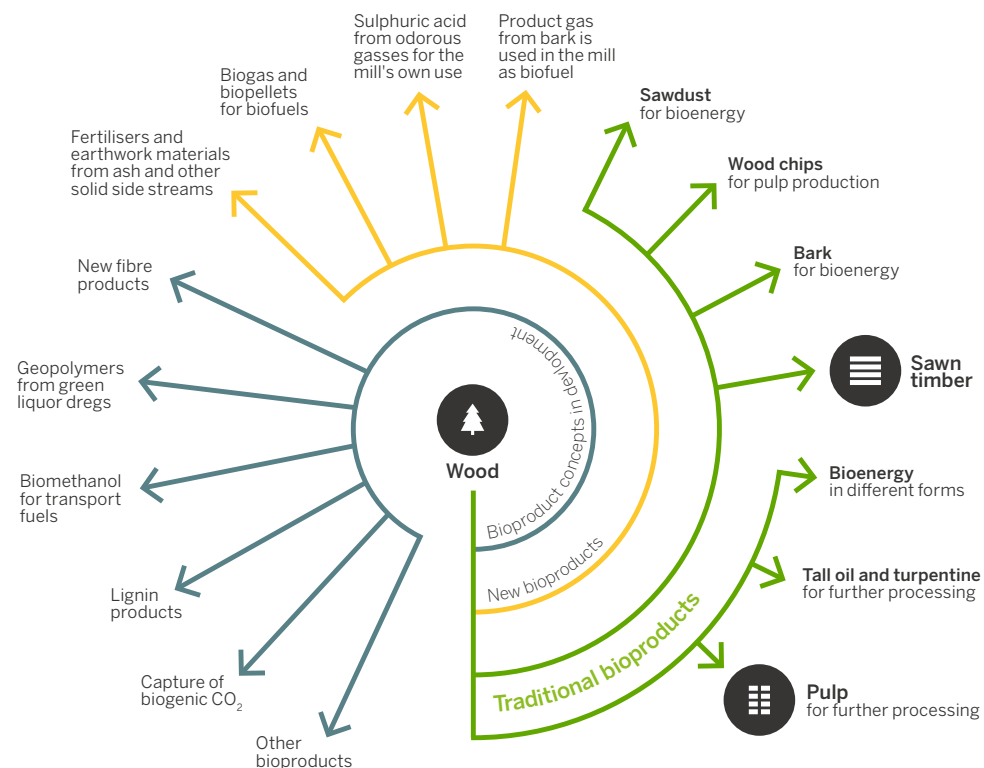 Sulphuric acid
from odorous
gasses for the
mill's own use
Product gas
from bark is
used in the mill
as biofuel
Biogas and
biopellets
for biofuels
Sawdust
for bioenergy
Fertilisers and
earthwork materials
from ash and other
solid side streams
Wood chips
for pulp production
New fibre
products
Bark
for bioenergy
Geopolymers
from green
liquor dregs
Sawn
timber
Wood
Bioproduct concepts in devlopment
New bioproducts
Traditional bioproducts
Biomethanol
for transport
fuels
Bioenergy
in different forms
Lignin
products
Tall oil and turpentine
for further processing
Capture of
biogenic CO₂
Pulp
for further processing
Other
bioproducts